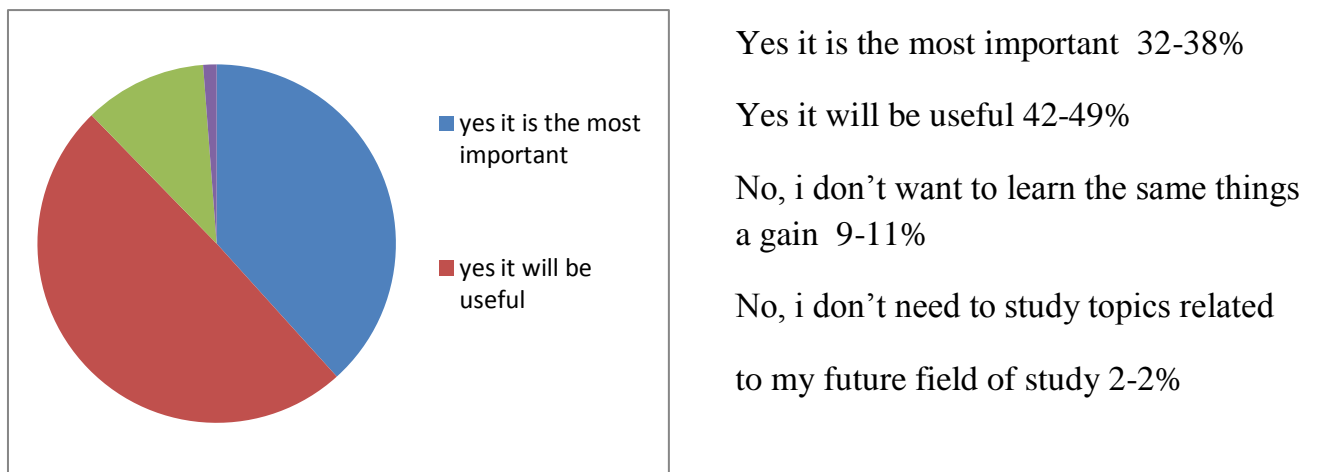 yes it is the most
important
yes it will be
useful
Yes it is the most important 32-38%
Yes it will be useful 42-49%
No, i don’t want to learn the same things
a gain 9-11%
No, i don’t need to study topics related
to my future field of study 2-2%